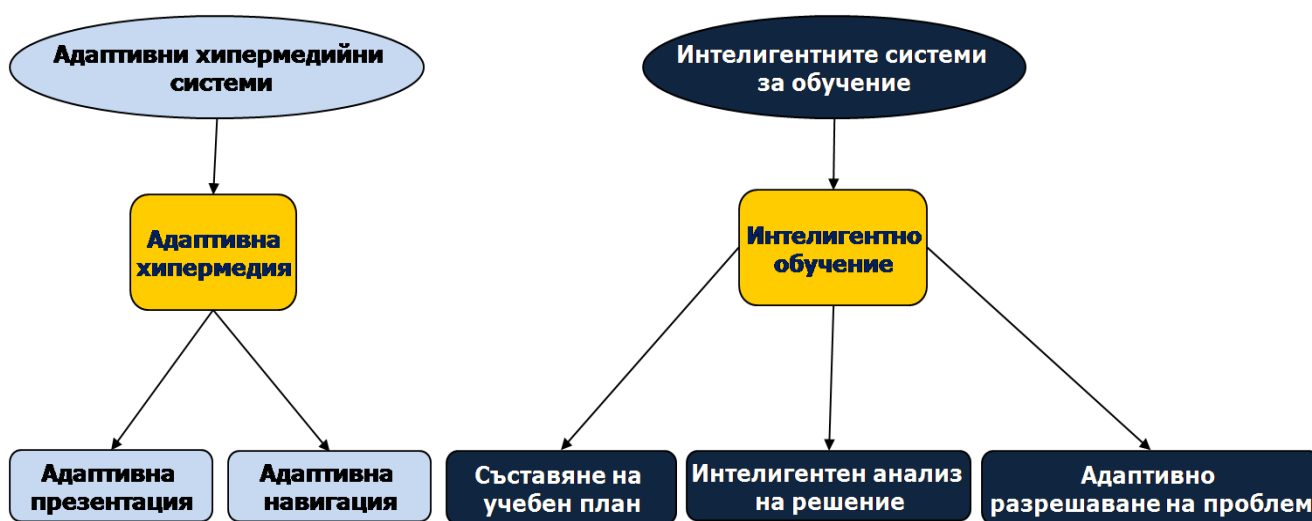 Адаптивни хипермедийни
системи
Интелигентните системи
за обучение
Адаптивна
хипермедия
Интелигентно
обучение
Адаптивна
презентация
Адаптивна
навигация
Съставяне на
учебен план
Интелигентен анализ
на решение
Адаптивно
разрешаване на проблем